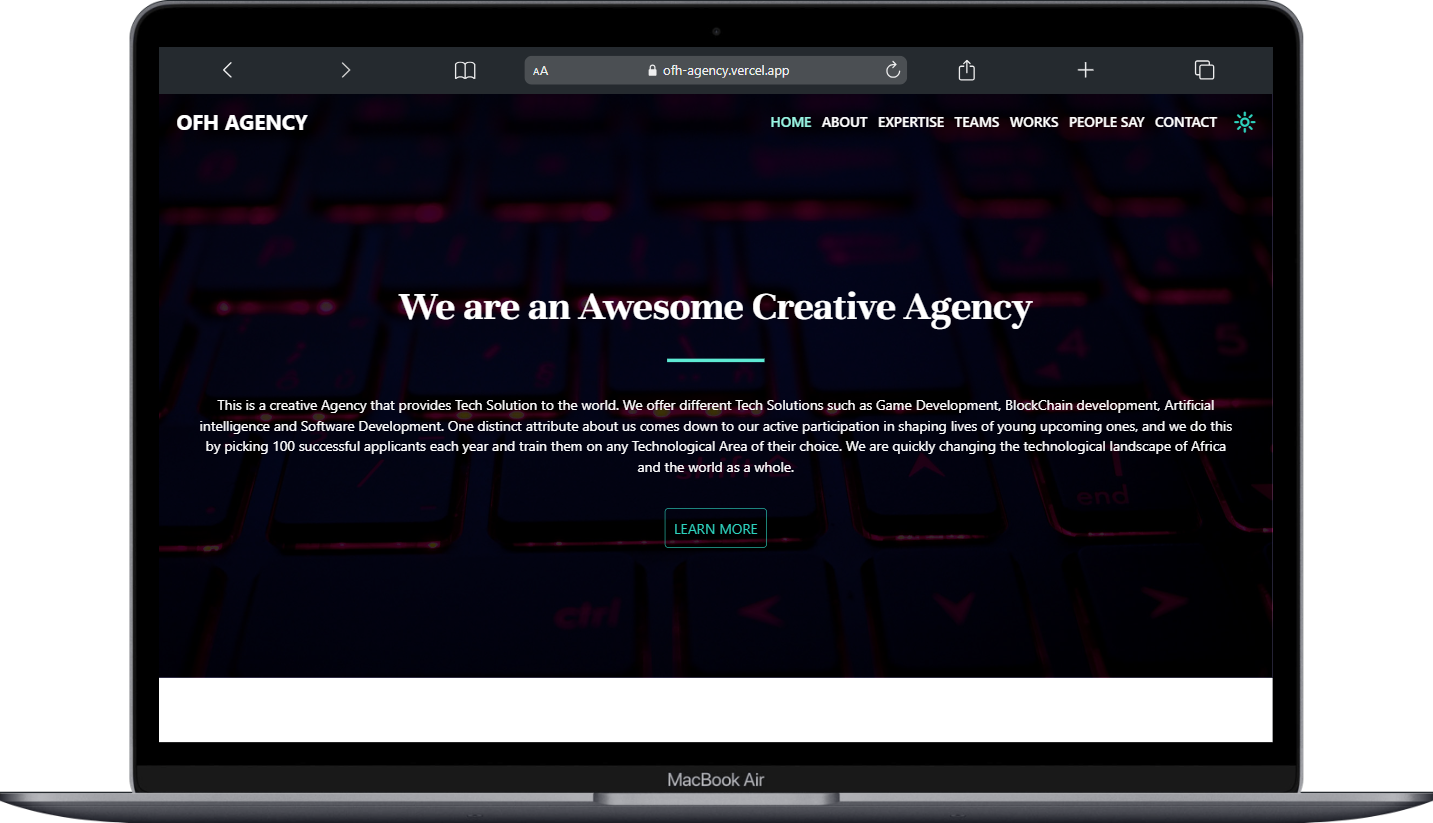 AA ofh-agency.vercel.app
OFH AGENCY HOME ABOUT EXPERTISE TEAMS WORKS PEOPLE SAY CONTACT
We are an Awesome Creative Agency
This is a creative Agency that provides Tech Solution to the world. We offer different Tech Solutions such as Game Development, BlockChain development, Artificial
intelligence and Software Development. One distinct attribute about us comes down to our active participation in shaping lives of young upcoming ones, and we do this
by picking 100 successful applicants each year and train them on any Technological Area of their choice. We are quickly changing the technological landscape of Africa
and the world as a whole.
shift
end
LEARN MORE
ctrl
MacBook Air